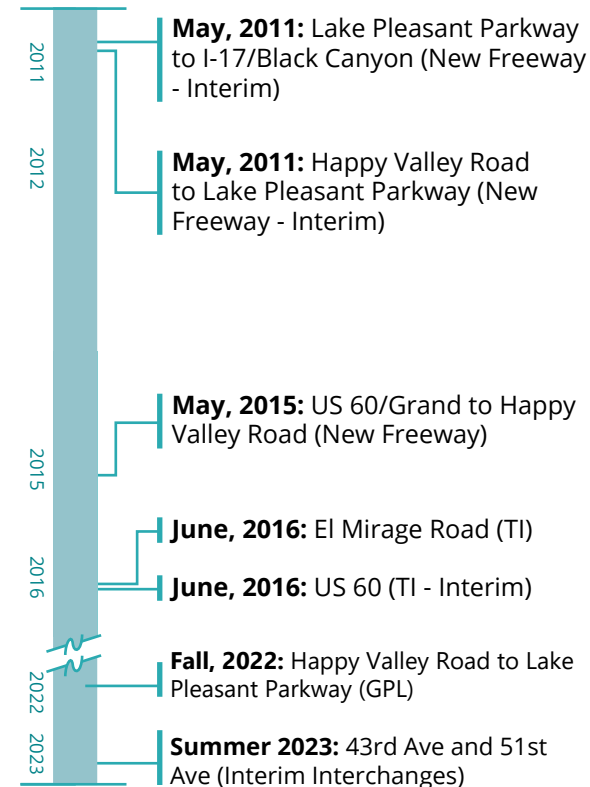 2011
May, 2011: Lake Pleasant Parkway
to I-17/Black Canyon (New Freeway
- Interim)
2012
May, 2011: Happy Valley Road
to Lake Pleasant Parkway (New
Freeway - Interim)
May, 2015: US 60/Grand to Happy
Valley Road (New Freeway)
2015
June, 2016: El Mirage Road (TI)
2016
June, 2016: US 60 (TI - Interim)
Fall, 2022: Happy Valley Road to Lake
Pleasant Parkway (GPL)
2022
Summer 2023: 43rd Ave and 51st
Ave (Interim Interchanges)
2023